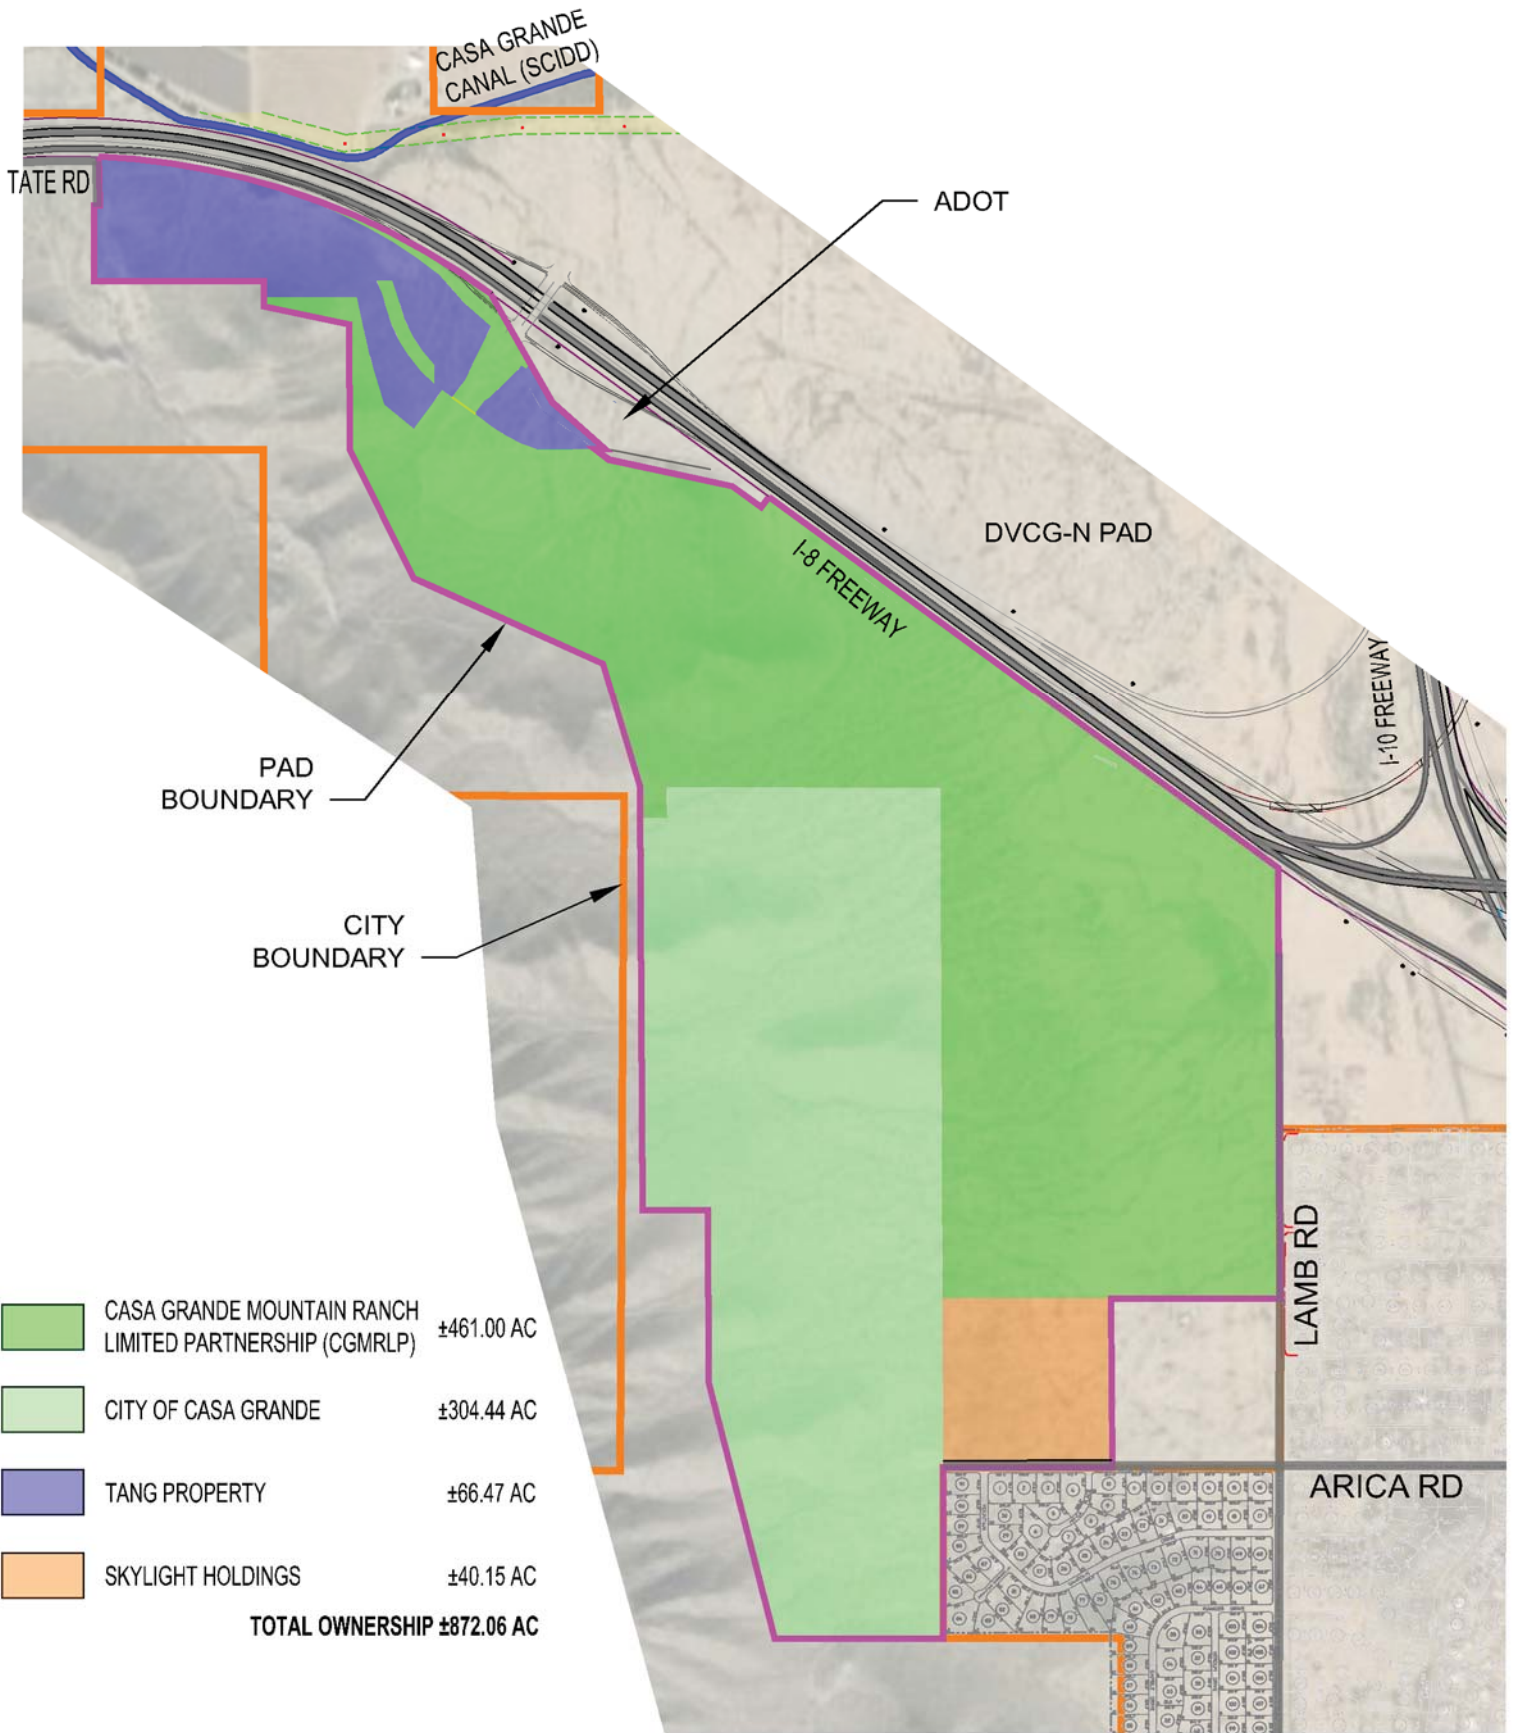 CASA GRANDE
CANAL (SCIDD)
TATE RD
ADOT
DVCG-N PAD
I-8 FREEWAY
I-10 FREEWAY
PAD
BOUNDARY
CITY
BOUNDARY
LAMB RD
ARICA RD
CASA GRANDE MOUNTAIN RANCH
LIMITED PARTNERSHIP (CGMRLP) ±461.00 AC
CITY OF CASA GRANDE ±304.44 AC
TANG PROPERTY ±66.47 AC
SKYLIGHT HOLDINGS ±40.15 AC
TOTAL OWNERSHIP ±872.06 AC